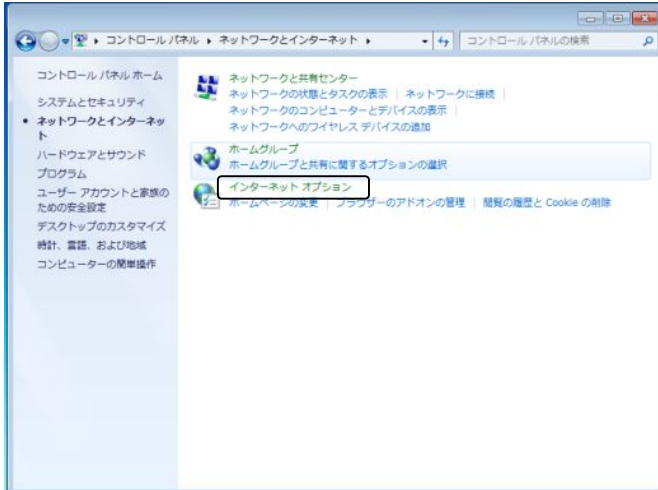 コントロール パネル ▸ ネットワークとインターネット ▸
コントロール パネルの検索
コントロール パネル ホーム
システムとセキュリティ
ネットワークとインターネッ
ト
ハードウェアとサウンド
プログラム
ユーザー アカウントと家族の
ための安全設定
デスクトップのカスタマイズ
時計、言語、および地域
コンピューターの簡単操作
ネットワークと共有センター
ネットワークの状態とタスクの表示 | ネットワークに接続 |
ネットワークのコンピューターとデバイスの表示 |
ネットワークへのワイヤレス デバイスの追加
ホームグループ
ホームグループと共有に関するオプションの選択
インターネット オプション
ホームページの変更 | ブラウザーのアドオンの管理 | 閲覧の履歴と Cookie の削除